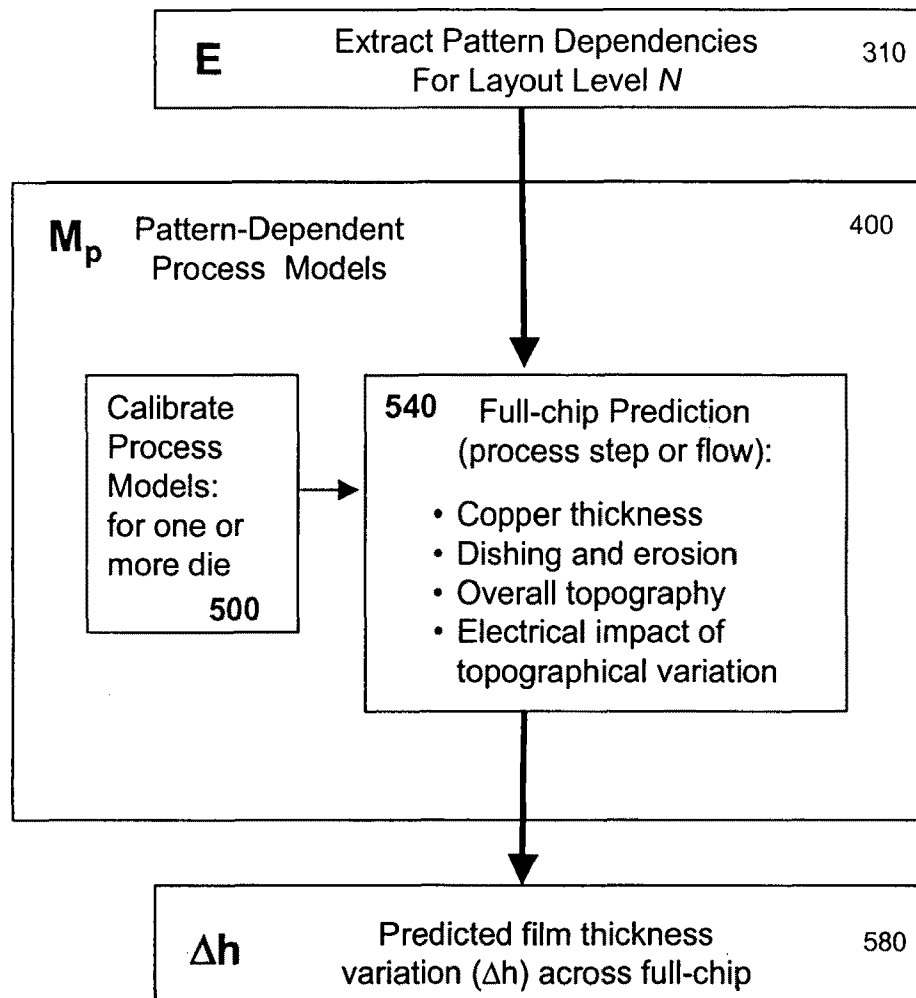 E Extract Pattern Dependencies 310
For Layout Level N
Mp Pattern-Dependent 400
Process Models
Calibrate
Process
Models:
for one or
more die
500
540 Full-chip Prediction
(process step or flow):
• Copper thickness
• Dishing and erosion
• Overall topography
• Electrical impact of
topographical variation
Δh Predicted film thickness 580
variation (Δh) across full-chip